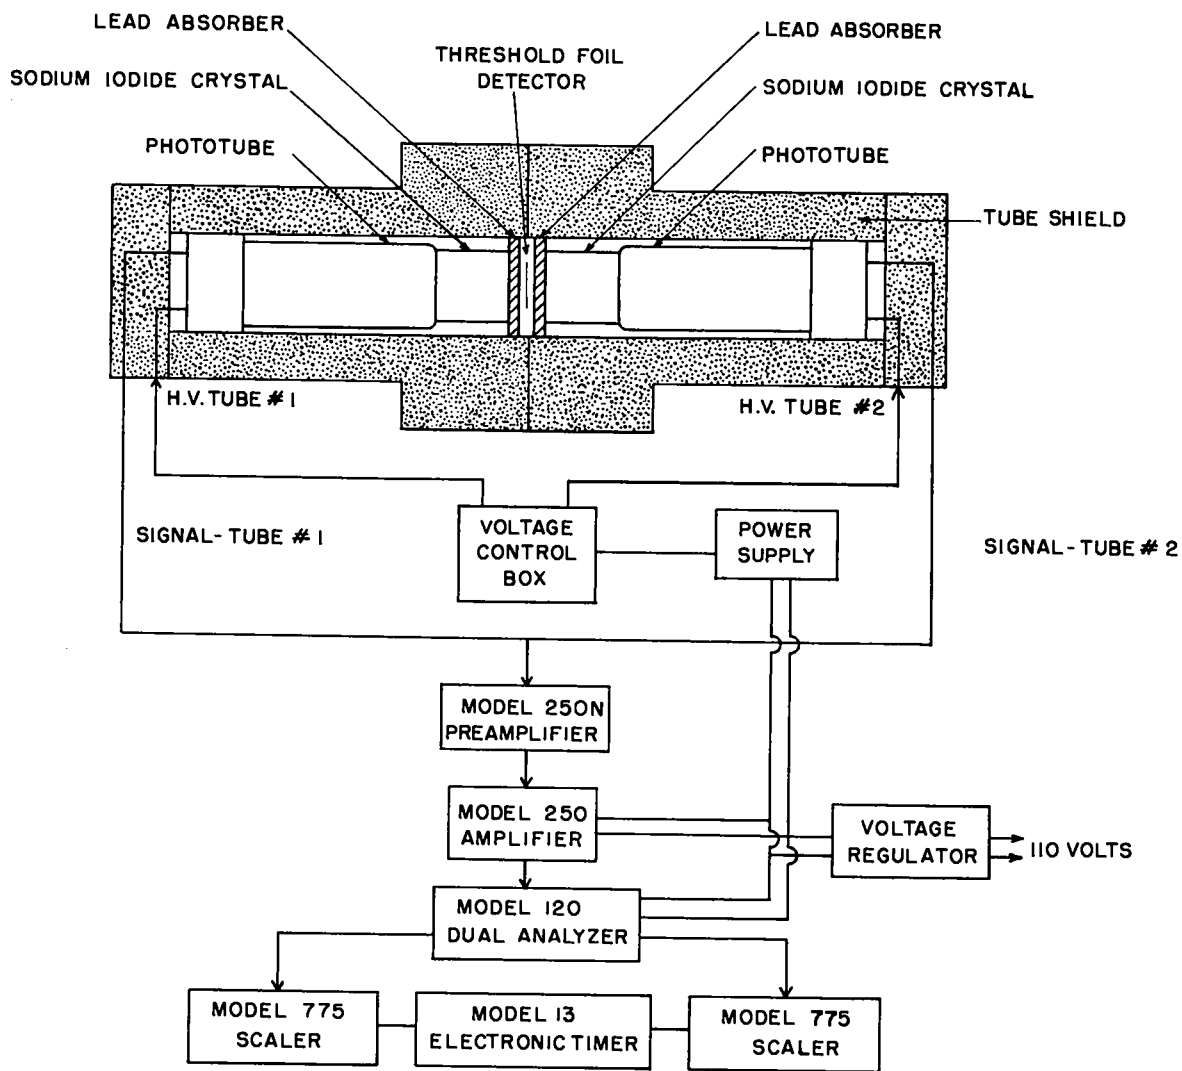 LEAD ABSORBER
LEAD ABSORBER
THRESHOLD FOIL
DETECTOR
SODIUM IODIDE CRYSTAL
SODIUM IODIDE CRYSTAL
PHOTOTUBE
PHOTOTUBE
TUBE SHIELD
H.V. TUBE # 1
H.V. TUBE #2
SIGNAL- TUBE # 1
VOLTAGE
CONTROL
BOX
POWER
SUPPLY
SIGNAL - TUBE # 2
MODEL 250N
PREAMPLIFIER
MODEL 250
AMPLIFIER
VOLTAGE
REGULATOR
110 VOLTS
MODEL 120
DUAL ANALYZER
MODEL 775
SCALER
MODEL 13
ELECTRONIC TIMER
MODEL 775
SCALER